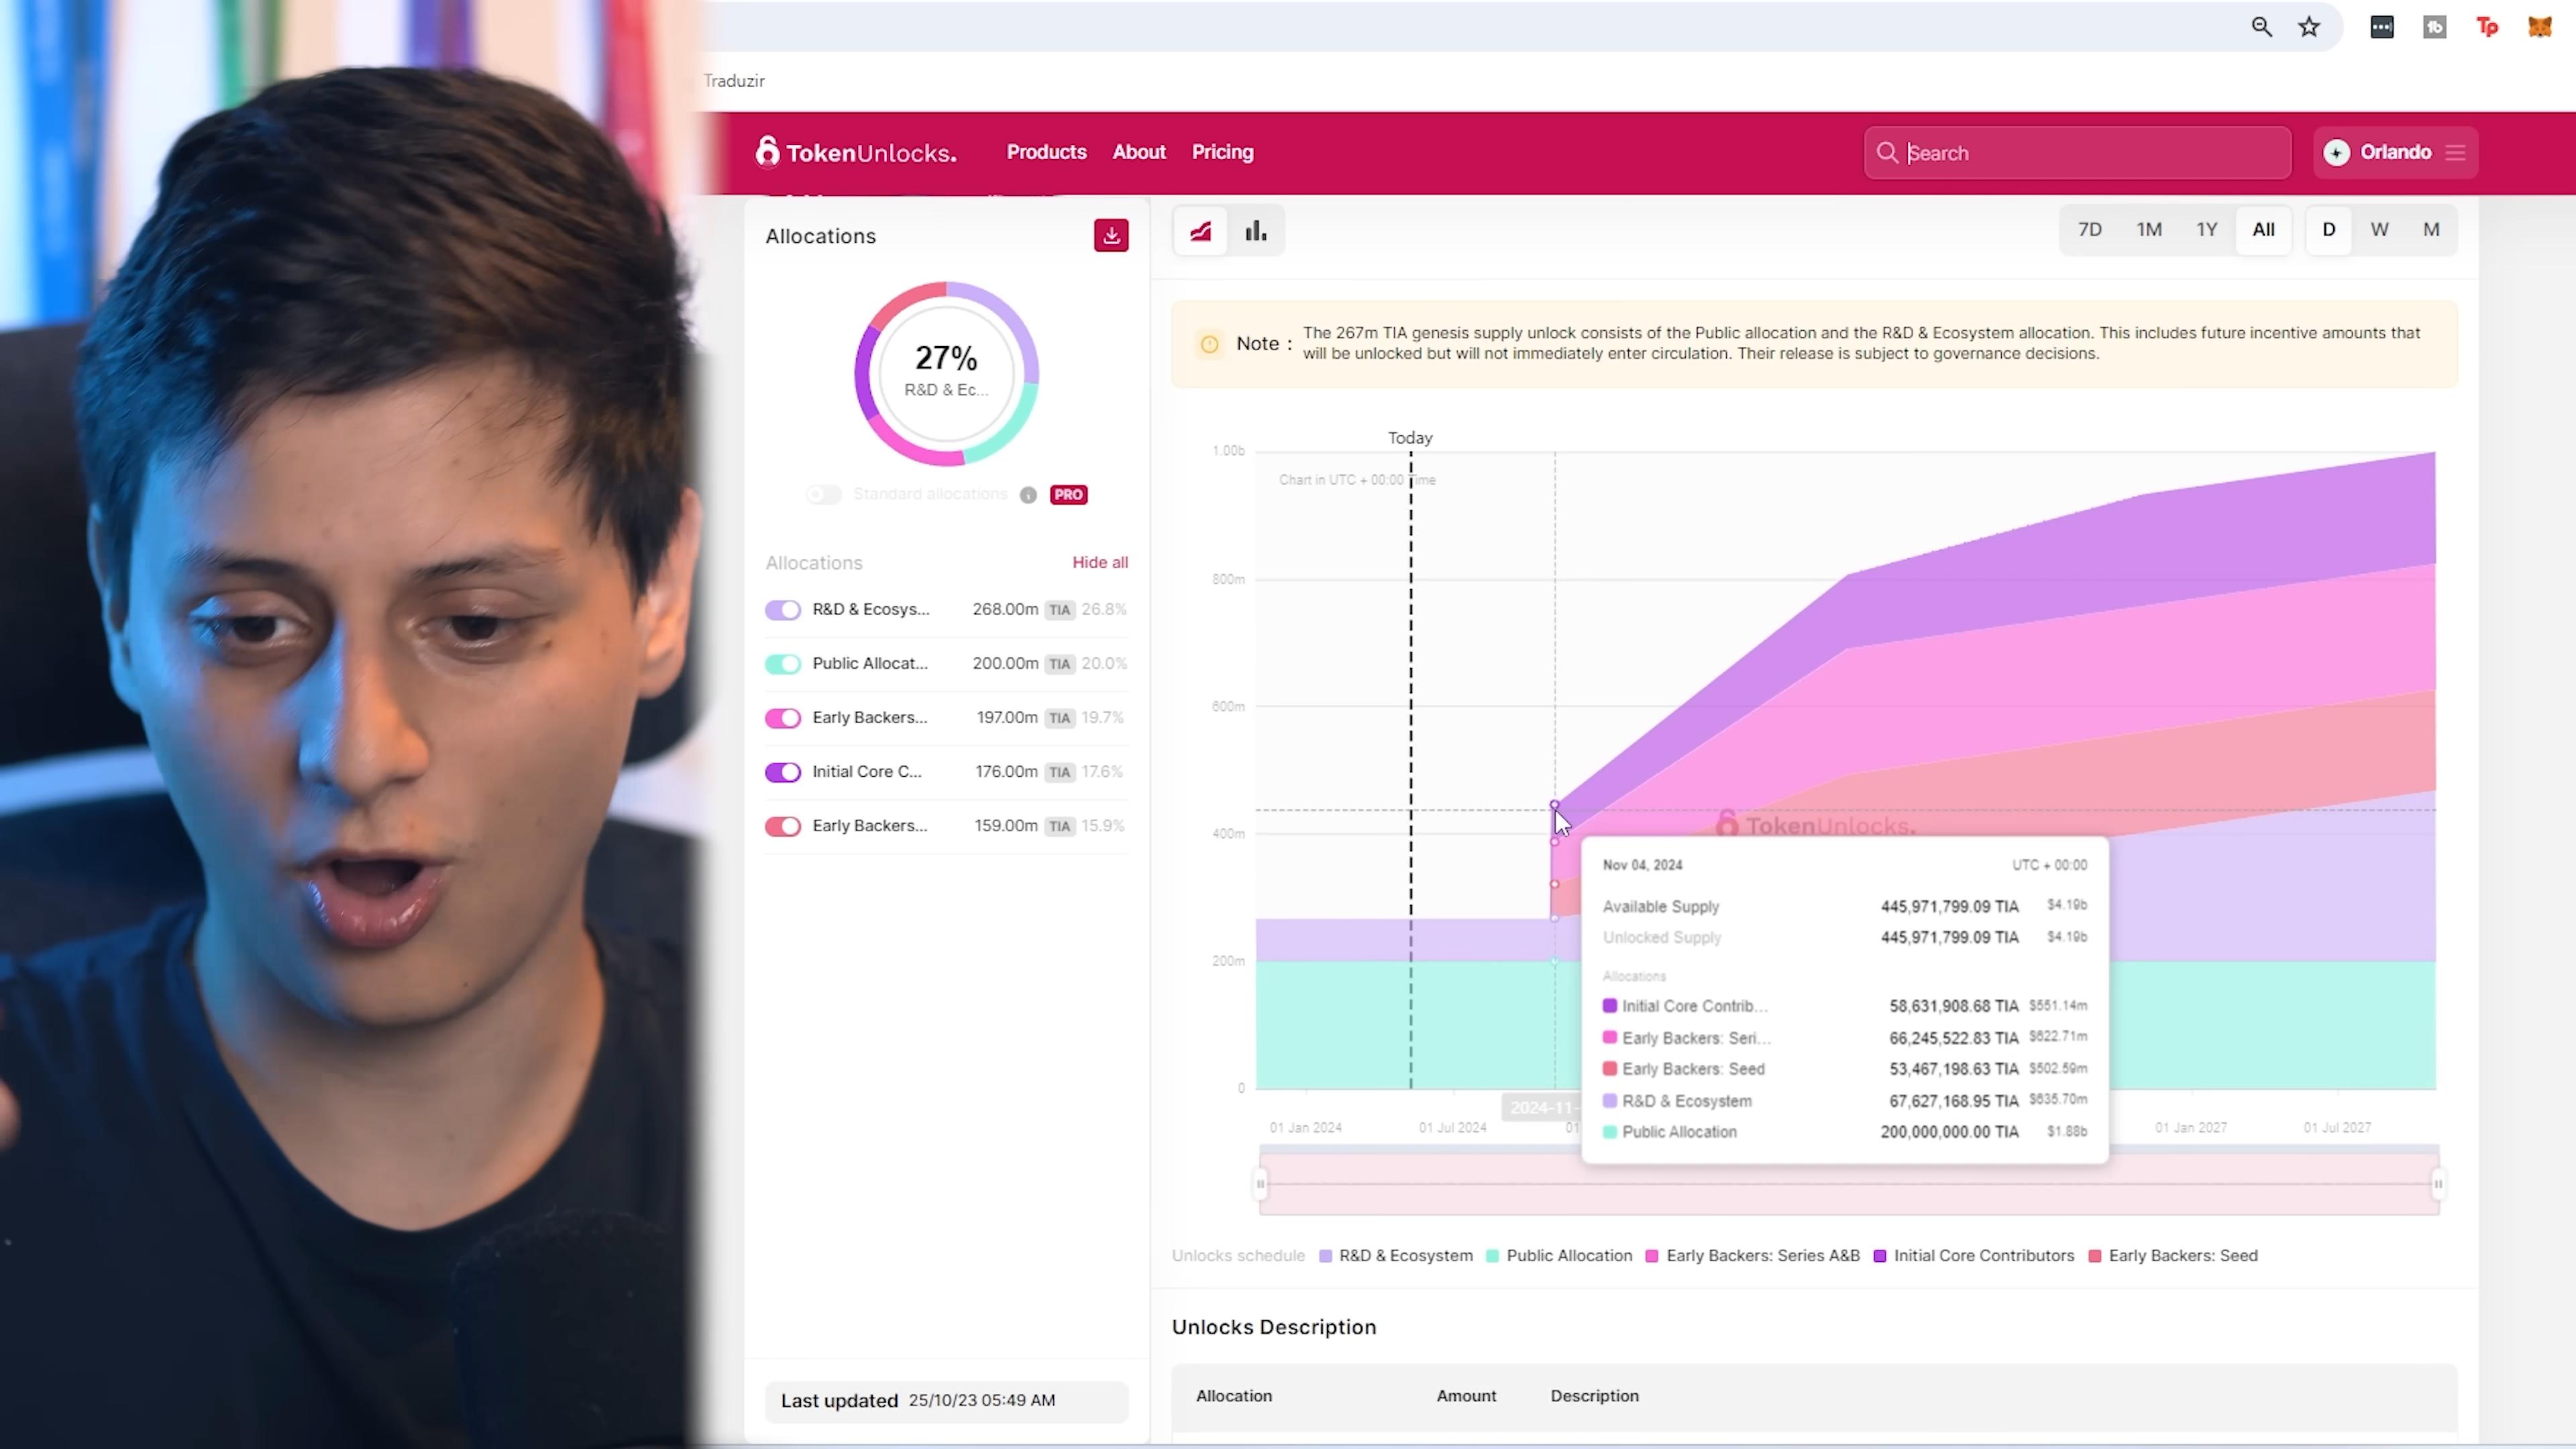 Traduzir
TokenUnlocks.
Products
About
Pricing
Search
Orlando
Allocations
27%
R&D & Ec...
Standard allocations
PRO
Allocations
Hide all
R&D & Ecosys... 268.00m TIA 26.8%
Public Allocat... 200.00m TIA 20.0%
Early Backers... 197.00m TIA 19.7%
Initial Core C... 176.00m TIA 17.6%
Early Backers... 159.00m TIA 15.9%
Last updated 25/10/23 05:49 AM
7D 1M 1Y All D W M
Note : The 267m TIA genesis supply unlock consists of the Public allocation and the R&D & Ecosystem allocation. This includes future incentive amounts that
will be unlocked but will not immediately enter circulation. Their release is subject to governance decisions.
Today
Chart in UTC + 00:00 Time
1.00b
800m
600m
400m
200m
0
TokenUnlocks.
Nov 04, 2024 UTC + 00:00
Available Supply 445,971,799.09 TIA $4.19b
Unlocked Supply 445,971,799.09 TIA $4.19b
Allocations
Initial Core Contrib... 58,631,908.68 TIA $551.14m
Early Backers: Seri... 66,245,522.83 TIA $622.71m
Early Backers: Seed 53,467,198.63 TIA $502.59m
R&D & Ecosystem 67,627,168.95 TIA $635.70m
Public Allocation 200,000,000.00 TIA $1.88b
2024-11-
01 Jan 2024 01 Jul 2024 01 01 Jan 2027 01 Jul 2027
Unlocks schedule R&D & Ecosystem Public Allocation Early Backers: Series A&B Initial Core Contributors Early Backers: Seed
Unlocks Description
Allocation Amount Description
Tp